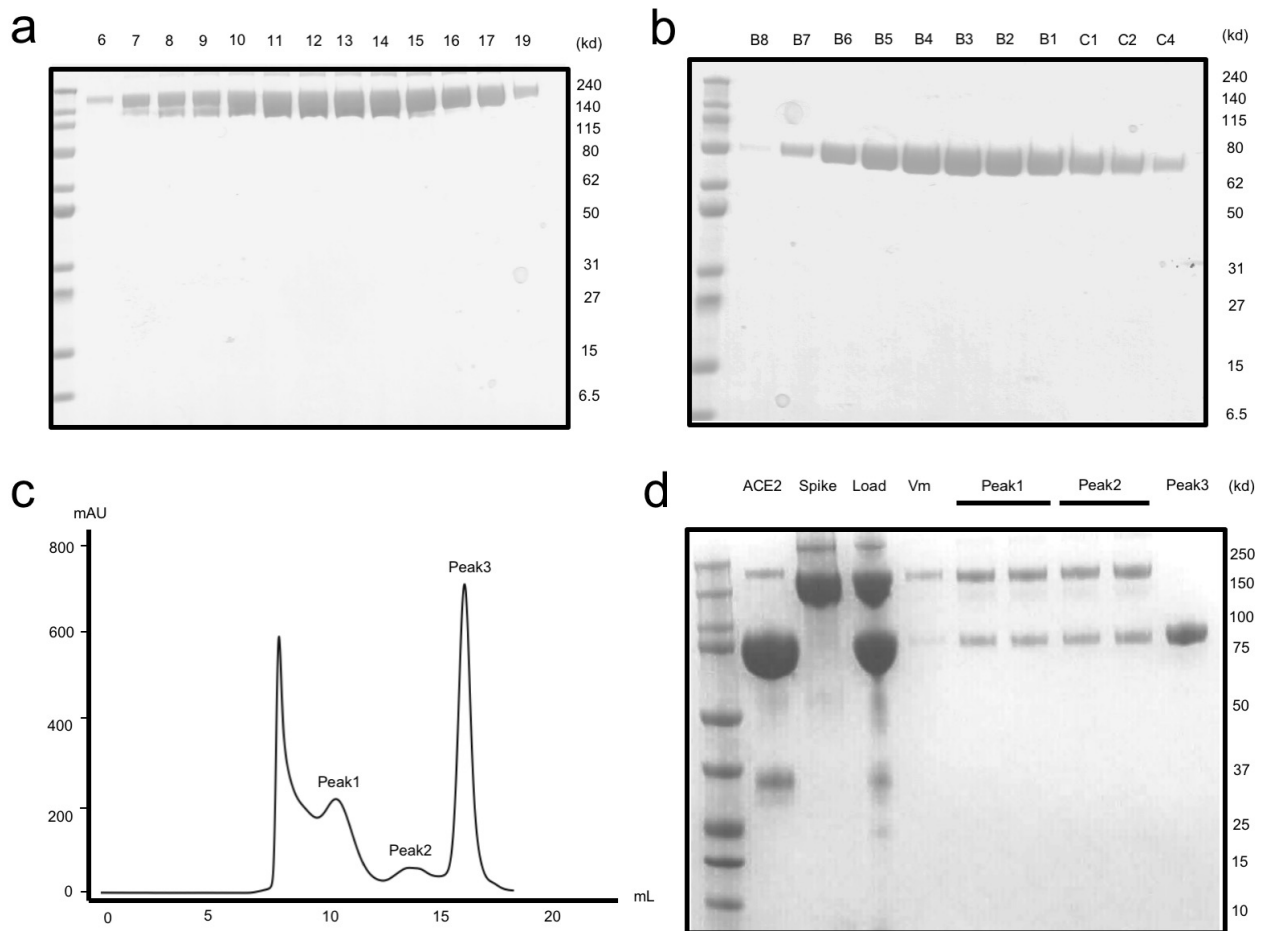 a
6 7 8 9 10 11 12 13 14 15 16 17 19 (kd)
240
140
115
80
62
50
31
27
15
6.5
b
B8 B7 B6 B5 B4 B3 B2 B1 C1 C2 C4 (kd)
240
140
115
80
62
50
31
27
15
6.5
c
mAU
800
600
400
200
0
Peak1
Peak2
Peak3
0 5 10 15 20
mL
d
ACE2 Spike Load Vm Peak1 Peak2 Peak3 (kd)
250
150
100
75
50
37
25
15
10